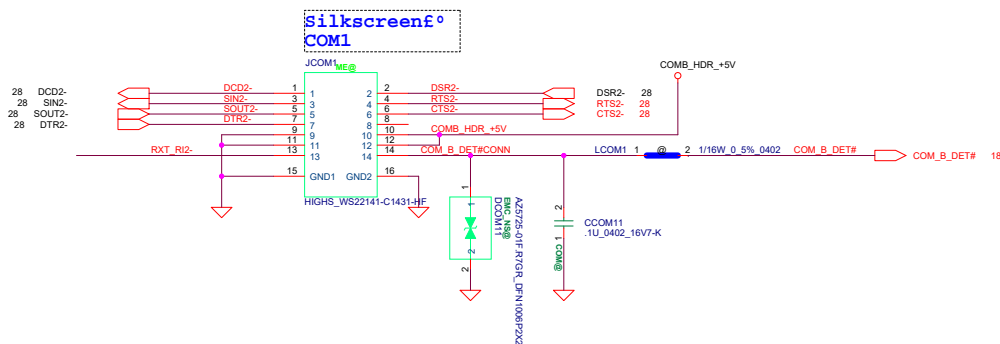 Silkscreenfº
COM1
JCOM1
ME@
COMB_HDR_+5V
28 DCD2-
DCD2-
1
1
2
2
DSR2-
DSR2- 28
28 SIN2-
SIN2-
3
3
4
4
RTS2-
RTS2- 28
28 SOUT2-
SOUT2-
5
5
6
6
CTS2-
CTS2- 28
28 DTR2-
DTR2-
7
7
8
8
9
9
10
10
COMB_HDR_+5V
11
11
12
12
RXT_RI2-
13
13
14
14
COM_B_DET#CONN
LCOM1
1
@
2
1/16W_0_5%_0402
COM_B_DET#
COM_B_DET# 18
15
GND1
GND2
16
HIGHS_WS22141-C1431-HF
1
1
2
2
AZ5725-01F.R7GR_DFN1006P2X2
EMC_NS@
DCOM11
2
1
CCOM11
.1U_0402_16V7-K
COM@